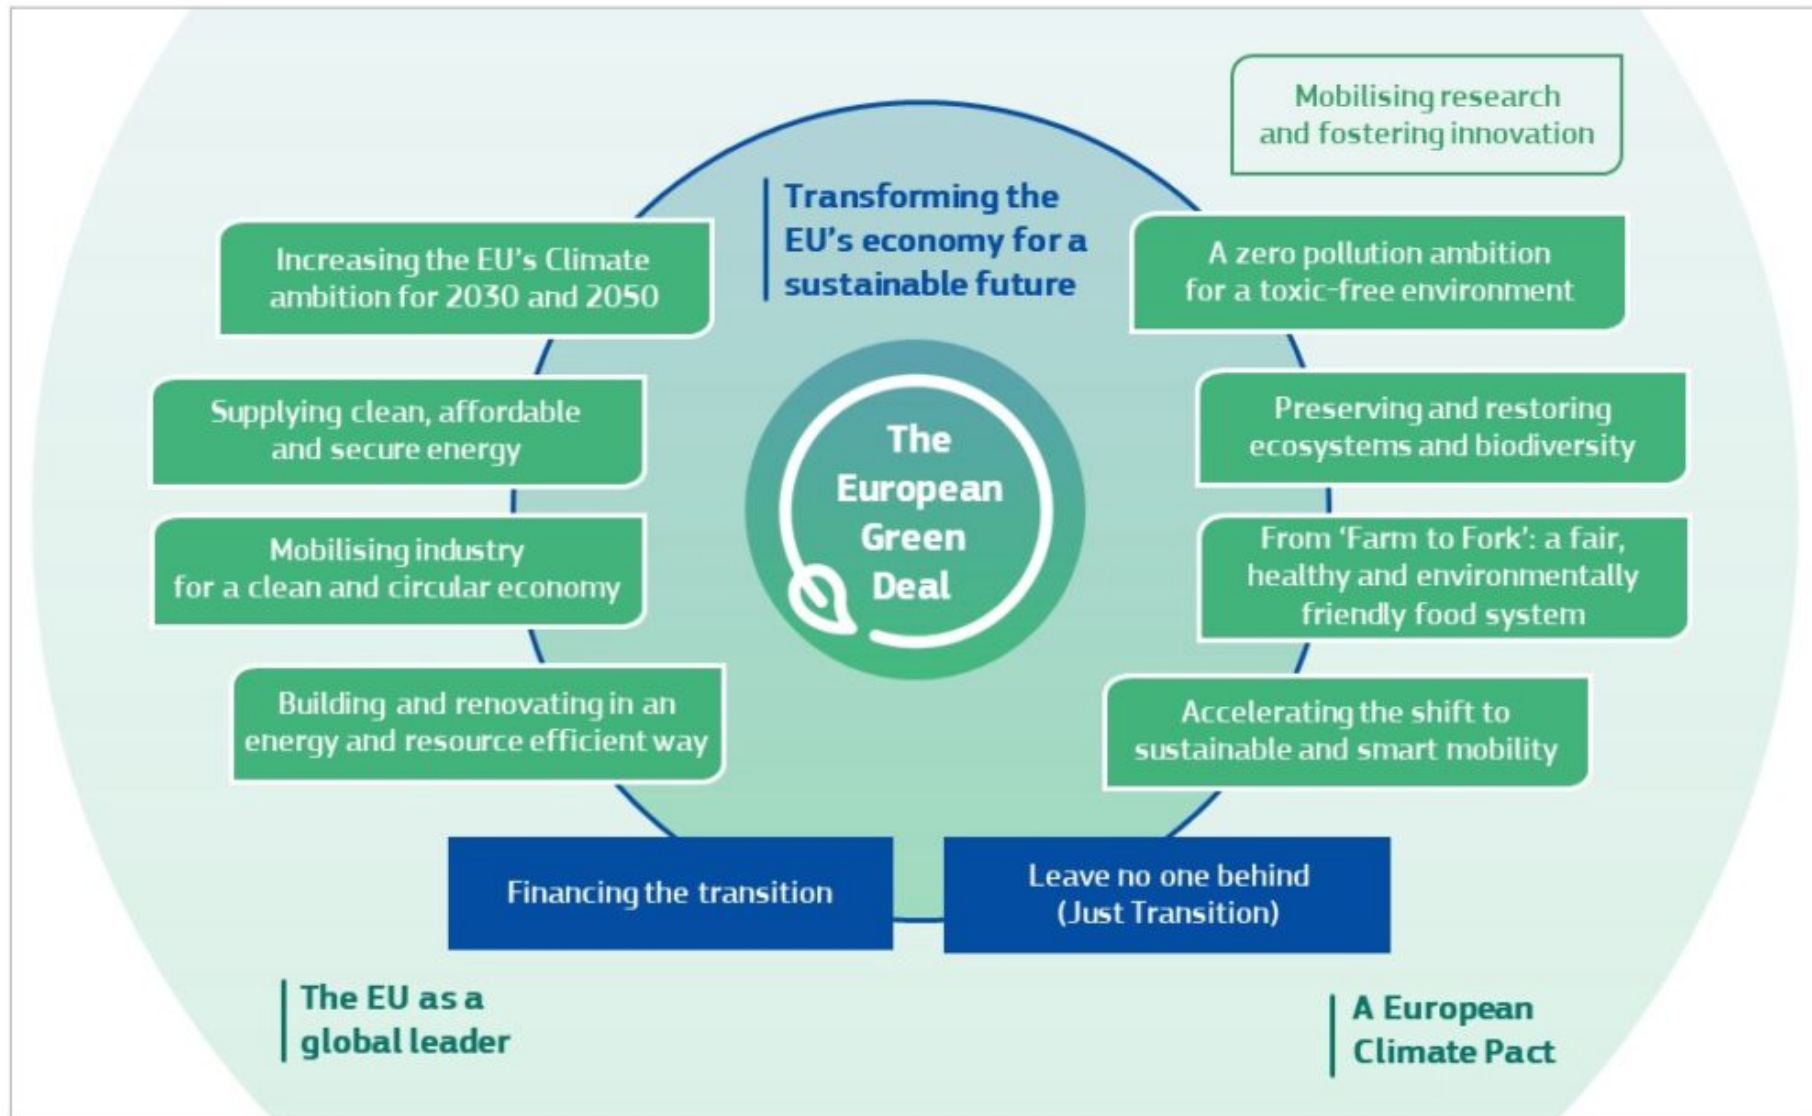 Mobilising research
and fostering innovation
Transforming the
EU's economy for a
sustainable future
Increasing the EU's Climate
ambition for 2030 and 2050
Supplying clean, affordable
and secure energy
Mobilising industry
for a clean and circular economy
Building and renovating in an
energy and resource efficient way
The
European
Green
Deal
A zero pollution ambition
for a toxic-free environment
Preserving and restoring
ecosystems and biodiversity
From ‘Farm to Fork’: a fair,
healthy and environmentally
friendly food system
Accelerating the shift to
sustainable and smart mobility
Financing the transition
Leave no one behind
(Just Transition)
The EU as a
global leader
A European
Climate Pact